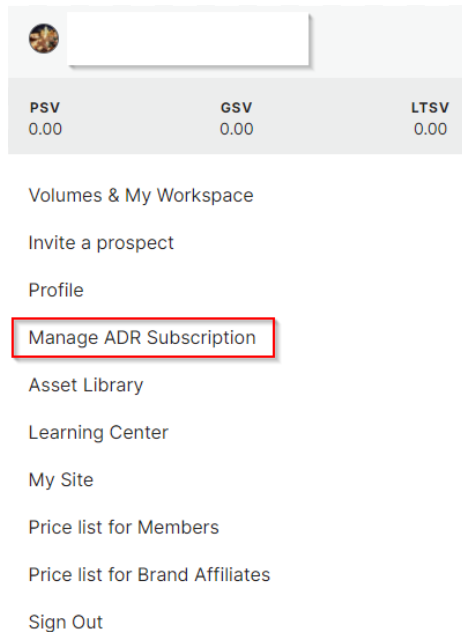 PSV GSV LTSV
0.00 0.00 0.00
Volumes & My Workspace
Invite a prospect
Profile
Manage ADR Subscription
Asset Library
Learning Center
My Site
Price list for Members
Price list for Brand Affiliates
Sign Out